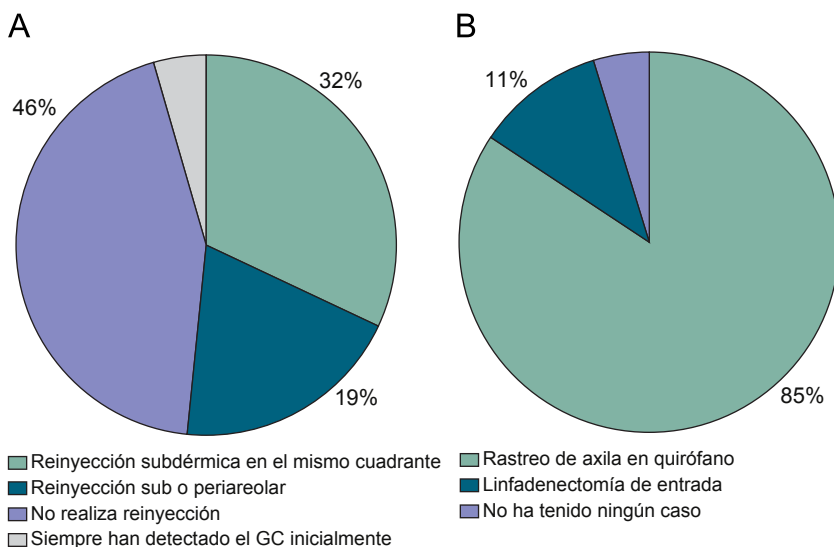 A
B
32%
46%
19%
11%
85%
Reinyección subdérmica en el mismo cuadrante
Reinyección sub o periareolar
No realiza reinyección
Siempre han detectado el GC inicialmente
Rastreo de axila en quirófano
Linfadenectomía de entrada
No ha tenido ningún caso